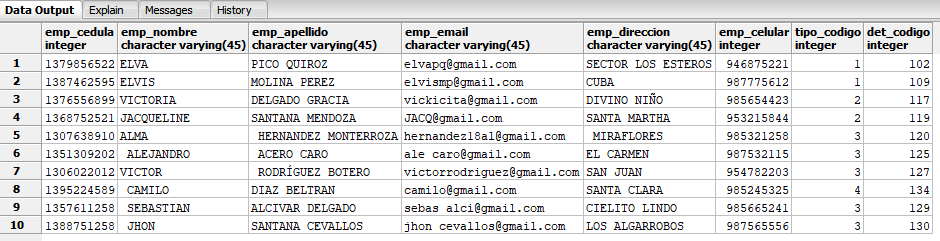 Data Output Explain Messages History
emp_cedula emp_nombre emp_apellido emp_email emp_direccion emp_celular tipo_codigo det_codigo
integer character varying(45) character varying(45) character varying(45) character varying(45) integer integer integer
1 1379856522 ELVA PICO QUIROZ elvapq@gmail.com SECTOR LOS ESTEROS 946875221 1 102
2 1387462595 ELVIS MOLINA PEREZ elvismp@gmail.com CUBA 987775612 1 109
3 1376556899 VICTORIA DELGADO GRACIA vickicita@gmail.com DIVINO NIÑO 985654423 2 117
4 1368752521 JACQUELINE SANTANA MENDOZA JACQ@gmail.com SANTA MARTHA 953215844 2 119
5 1307638910 ALMA HERNANDEZ MONTERROZA hernandez18al@gmail.com MIRAFLORES 985321258 3 120
6 1351309202 ALEJANDRO ACERO CARO ale_caro@gmail.com EL CARMEN 987532115 3 125
7 1306022012 VICTOR RODRÍGUEZ BOTERO victorrodriguez@gmail.com SAN JUAN 954782203 3 127
8 1395224589 CAMILO DIAZ BELTRAN camilo@gmail.com SANTA CLARA 985245325 4 134
9 1357611258 SEBASTIAN ALCIVAR DELGADO sebas_alci@gmail.com CIELITO LINDO 985665241 3 129
10 1388751258 JHON SANTANA CEVALLOS jhon_cevallos@gmail.com LOS ALGARROBOS 987565556 3 130